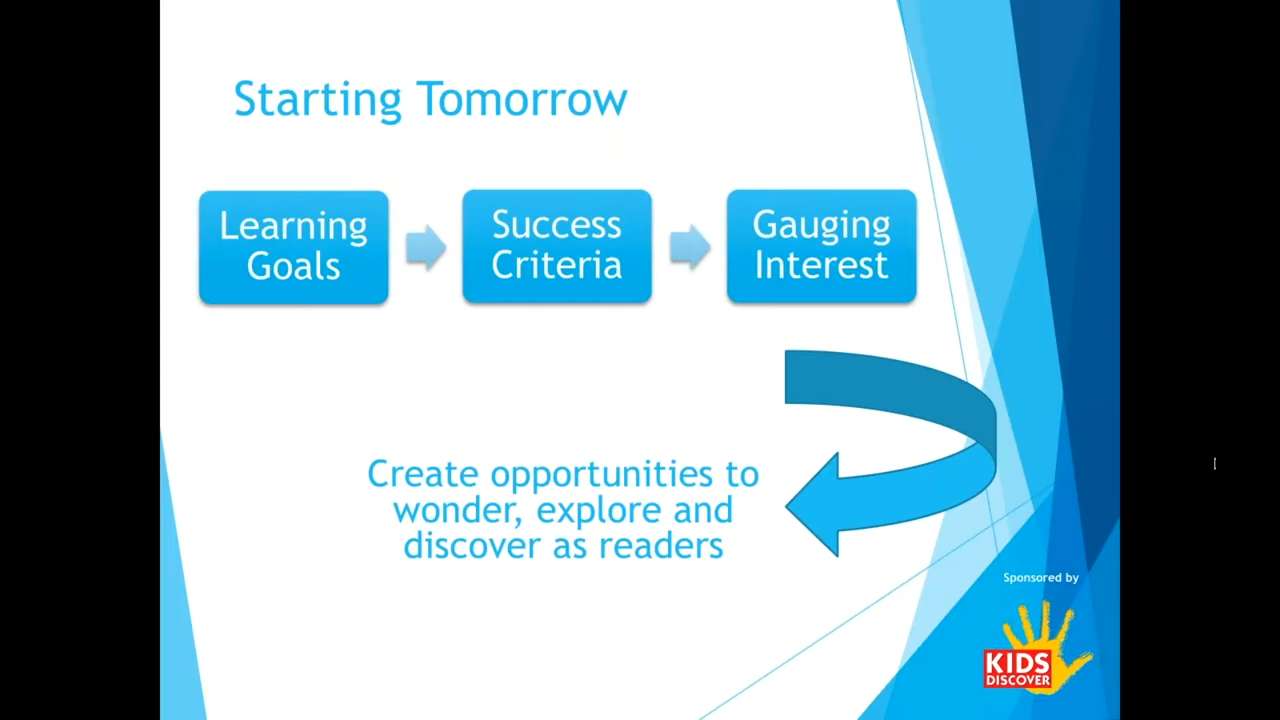 Starting Tomorrow
Learning
Goals
Success
Criteria
Gauging
Interest
Create opportunities to
wonder, explore and
discover as readers
Sponsored by
KIDS
DISCOVER